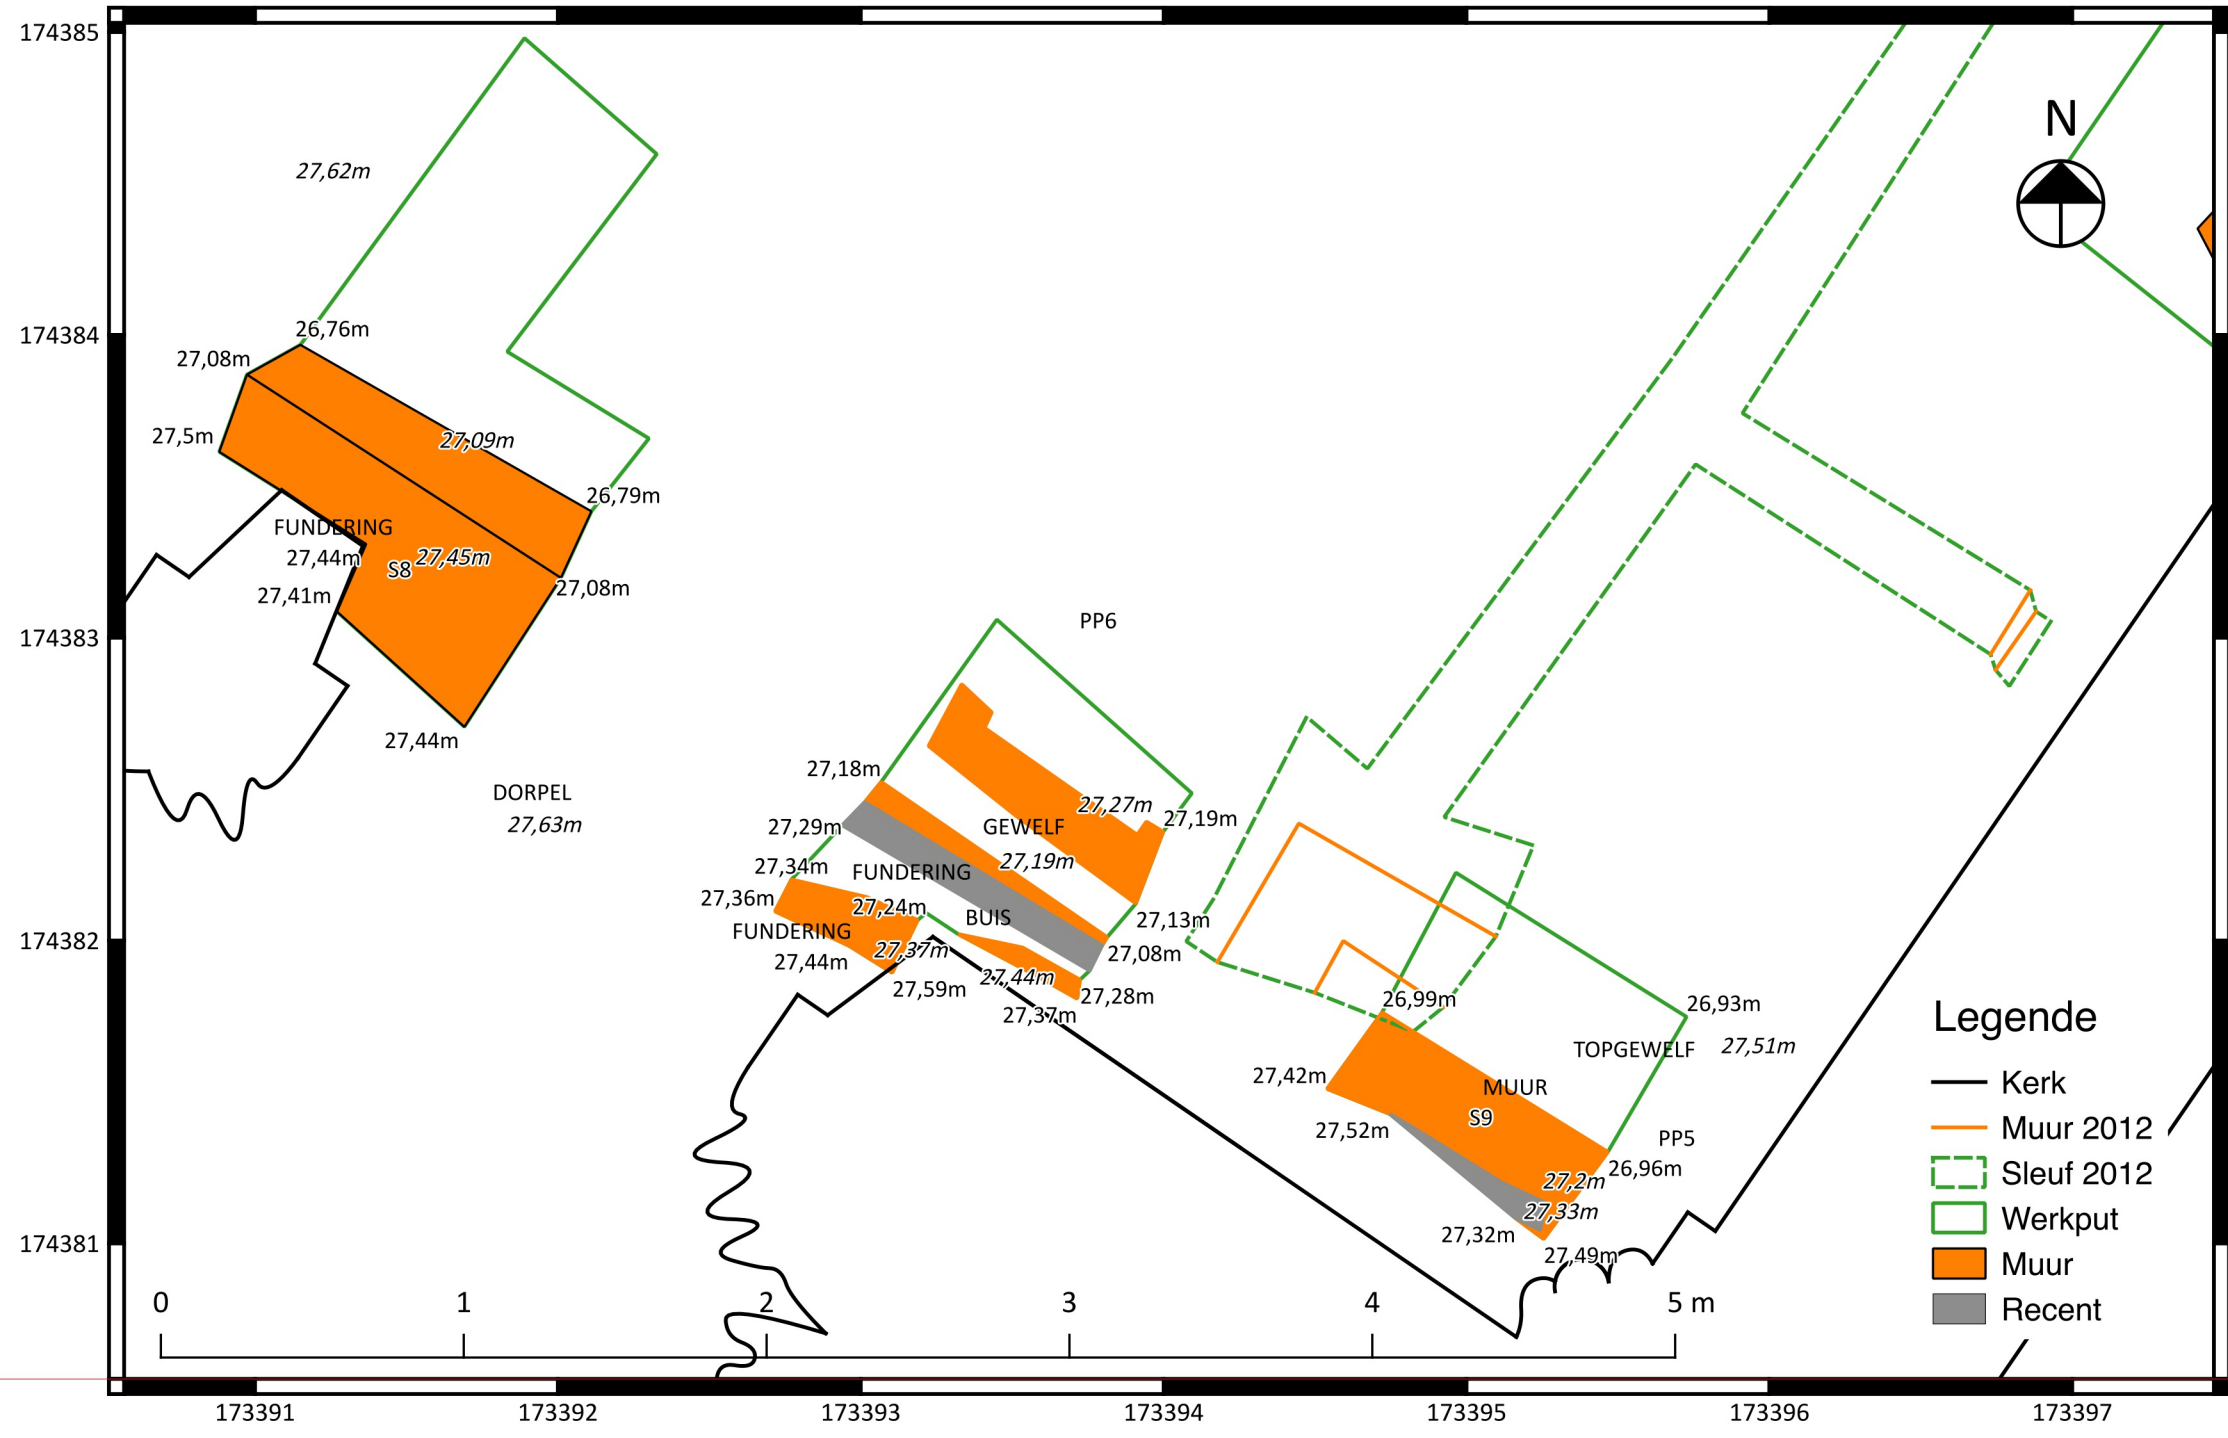 174385
174384
174383
174382
174381
27,62m
26,76m
27,08m
27,5m
27,09m
26,79m
FUNDERING
27,44m
S8
27,45m
27,41m
27,08m
27,44m
DORPEL
27,63m
PP6
27,18m
27,27m
27,19m
27,29m
GEWELF
27,19m
27,34m
FUNDERING
27,36m
27,24m
BUIS
27,13m
FUNDERING
27,37m
27,08m
27,44m
27,44m
27,59m
27,28m
27,37m
26,99m
26,93m
TOPGEWELF
27,51m
27,42m
MUUR
S9
27,52m
PP5
26,96m
27,2m
27,33m
27,32m
27,49m
N
Legende
Kerk
Muur 2012
Sleuf 2012
Werkput
Muur
Recent
0 1 2 3 4 5 m
173391 173392 173393 173394 173395 173396 173397